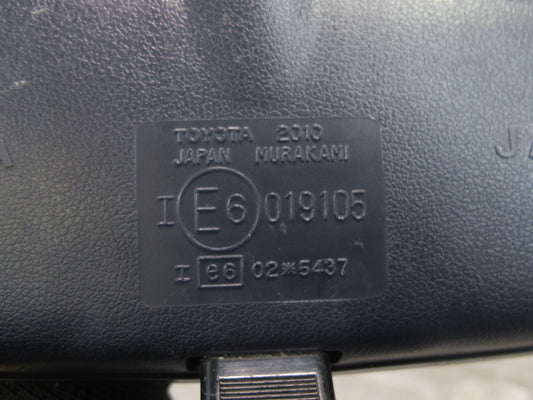 TOYOTA 2010
JAPAN MURAKAMI
I E6 019105
I e6 02*5437